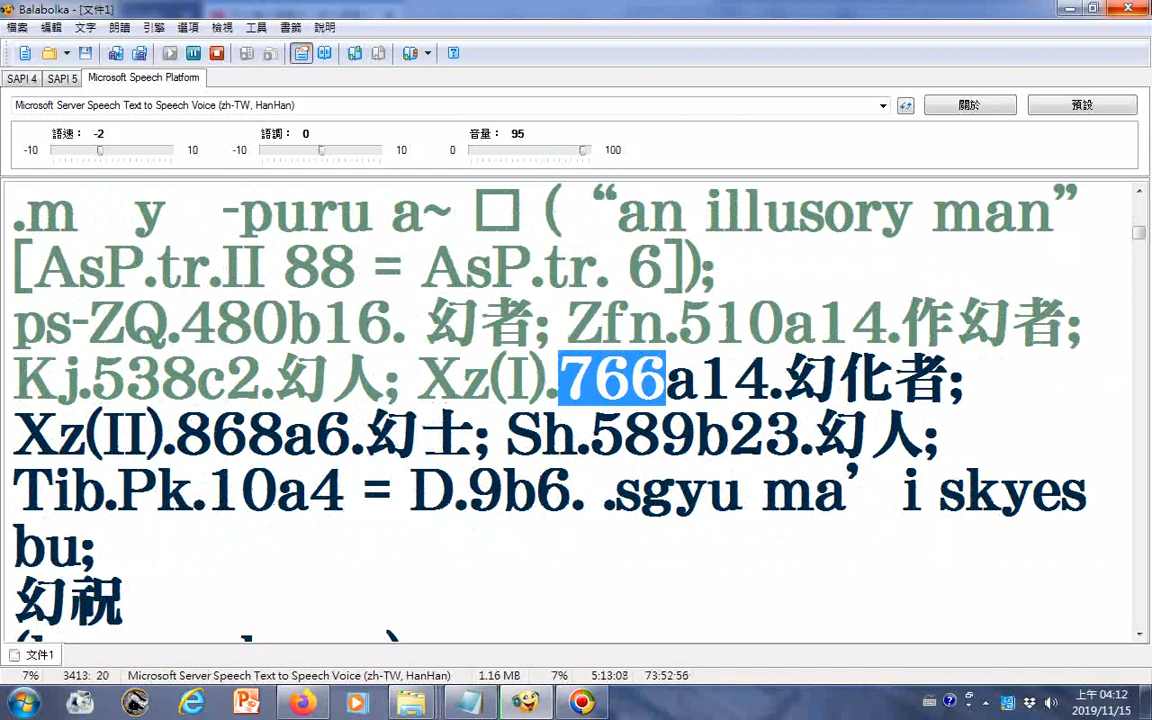 Balabolka - [文件1]
檔案 編輯 文字 朗讀 引擎 選項 檢視 工具 書籤 說明
SAPI 4 SAPI 5 Microsoft Speech Platform
Microsoft Server Speech Text to Speech Voice (zh-TW, HanHan) 關於 預設
語速： -2 語調： 0 音量： 95
-10 10 -10 10 0 100
.m y -puru a~ □ (“an illusory man”
[AsP.tr.II 88 = AsP.tr. 6]);
ps-ZQ.480b16. 幻者; Zfn.510a14.作幻者;
Kj.538c2.幻人; Xz(I).766a14.幻化者;
Xz(II).868a6.幻士; Sh.589b23.幻人;
Tib.Pk.10a4 = D.9b6. .sgyu ma’ i skyes
bu;
幻祝
文件1
7% 3413: 20 Microsoft Server Speech Text to Speech Voice (zh-TW, HanHan) 1.16 MB 7% 5:13:08 73:52:56
上午 04:12
2019/11/15